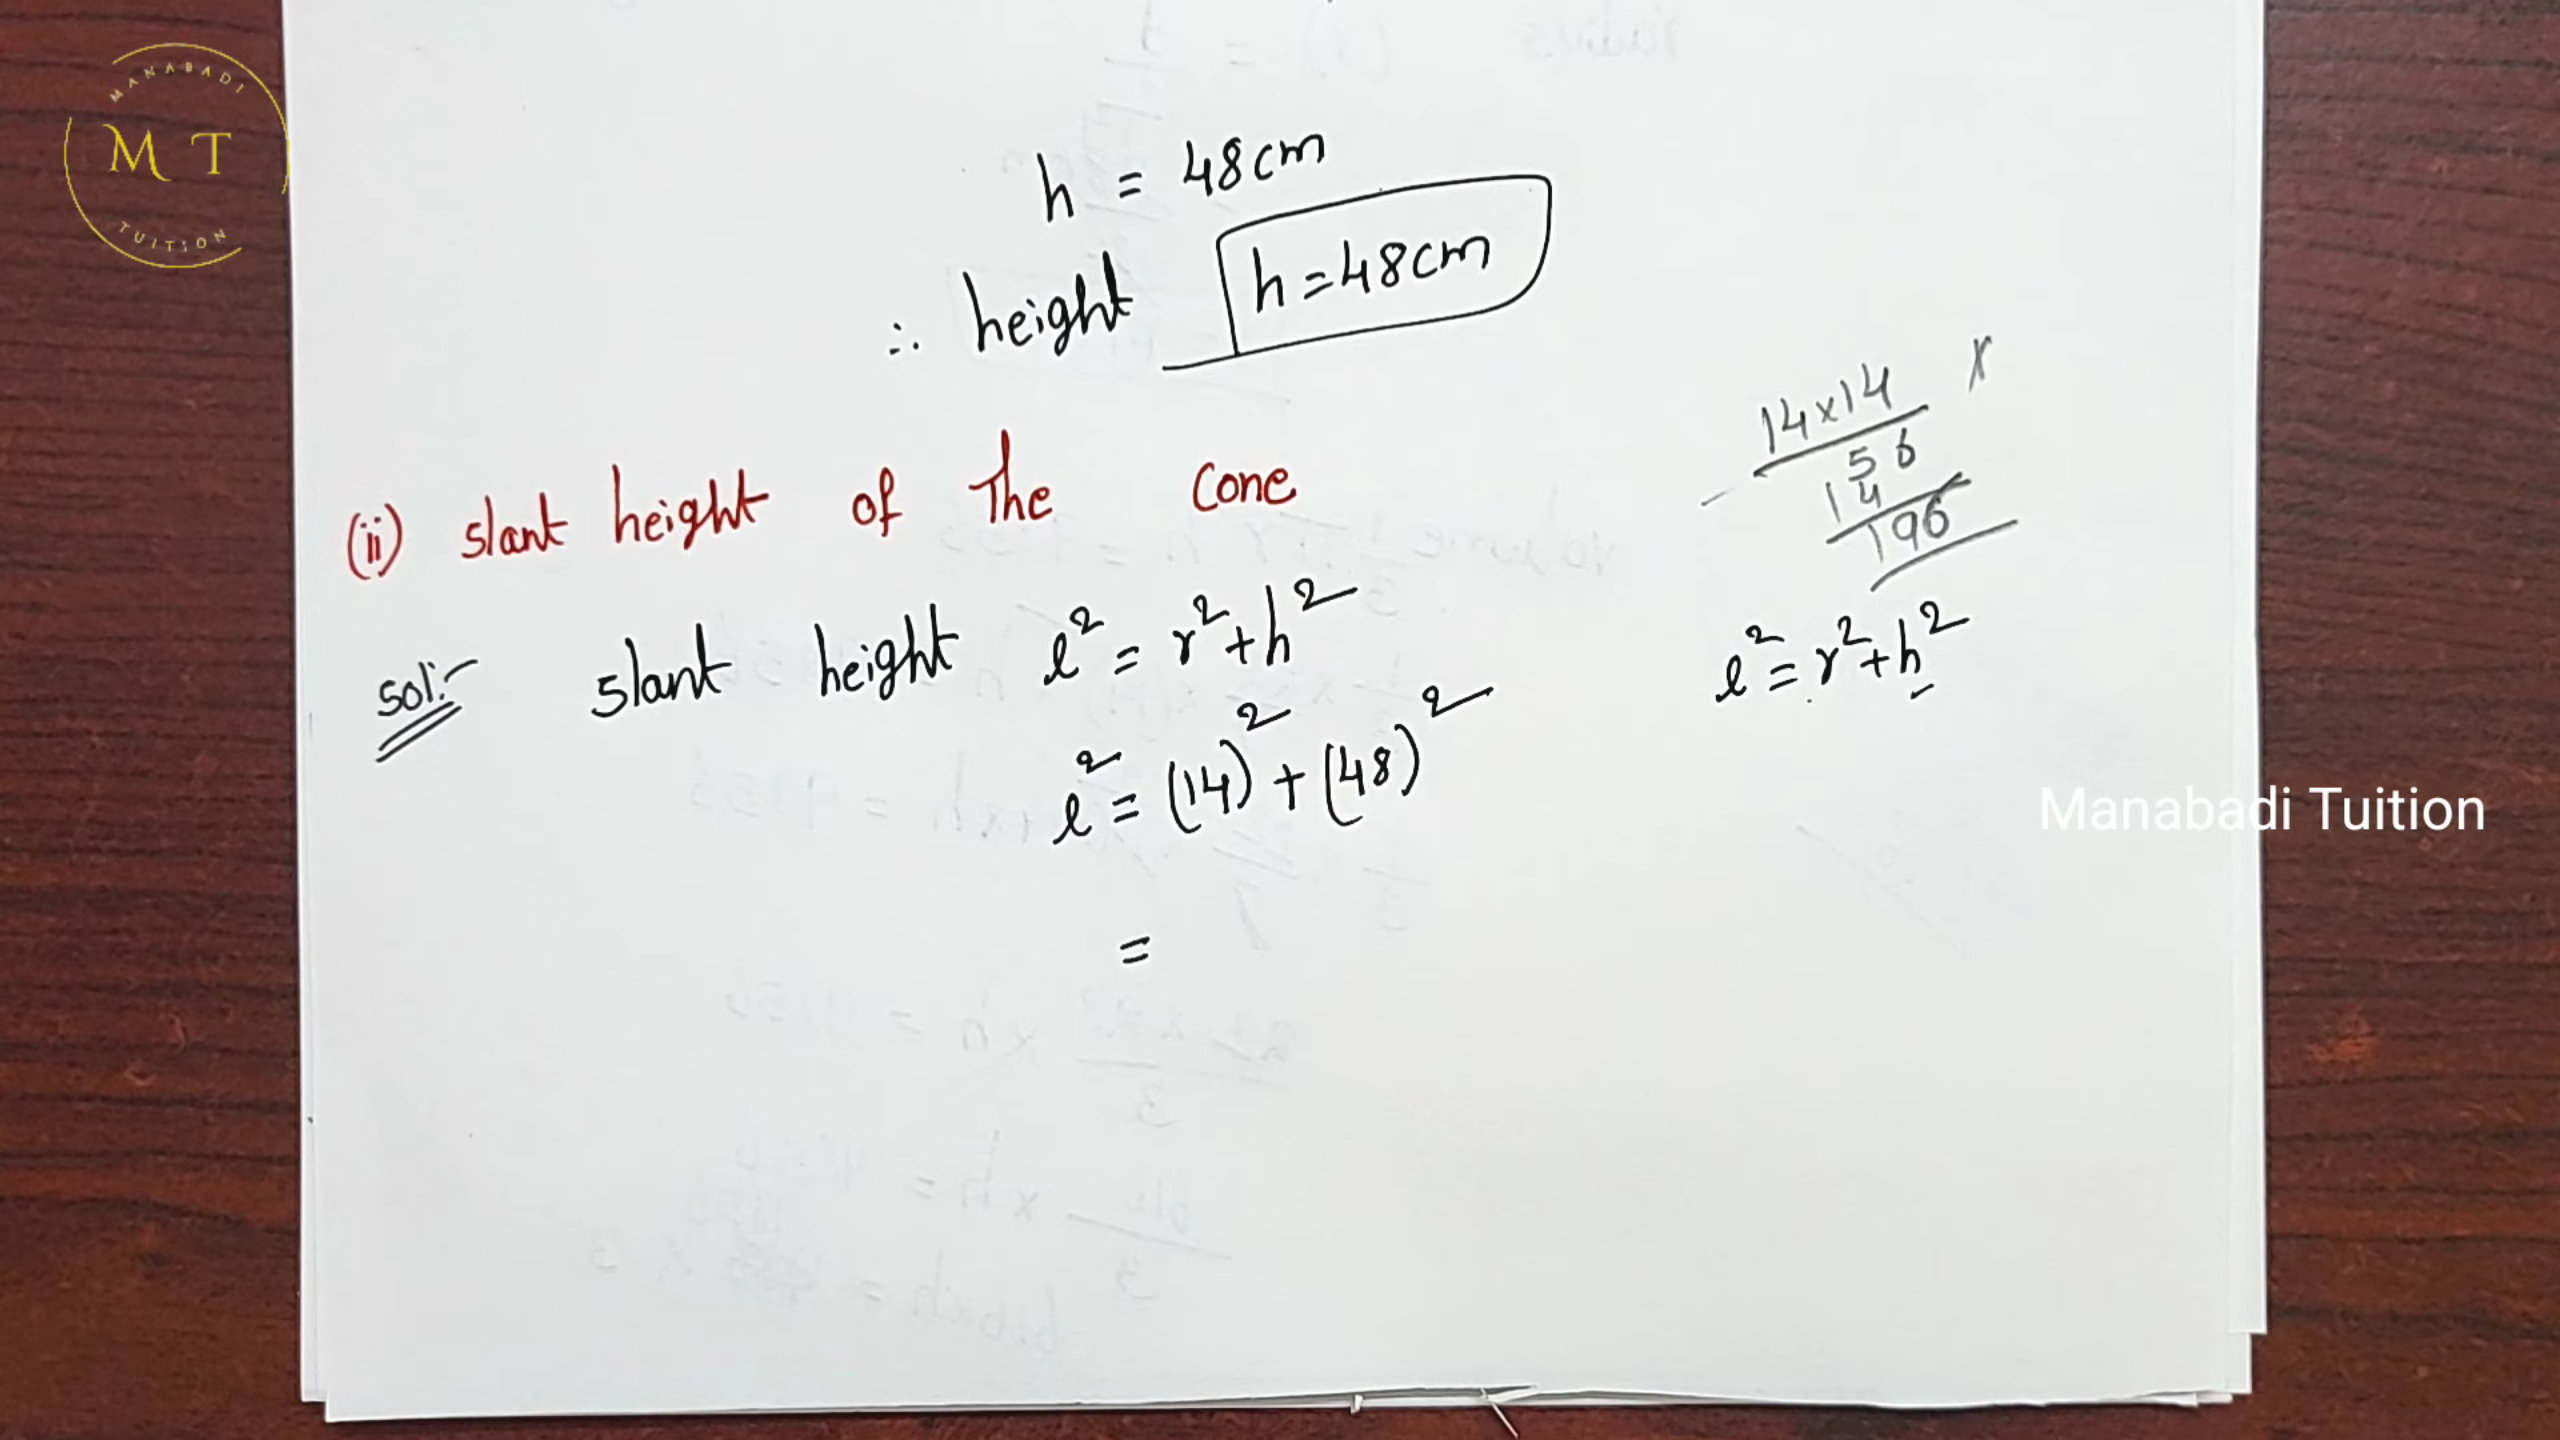 MANABADI
M T
TUITION
h = 48cm
∴ height h=48cm
14×14
56
14
196
(ii) slant height of The cone
Sol:- slant height l² = r²+h²
l² = r²+h²
l² = (14)² + (48)²
Manabadi Tuition
=